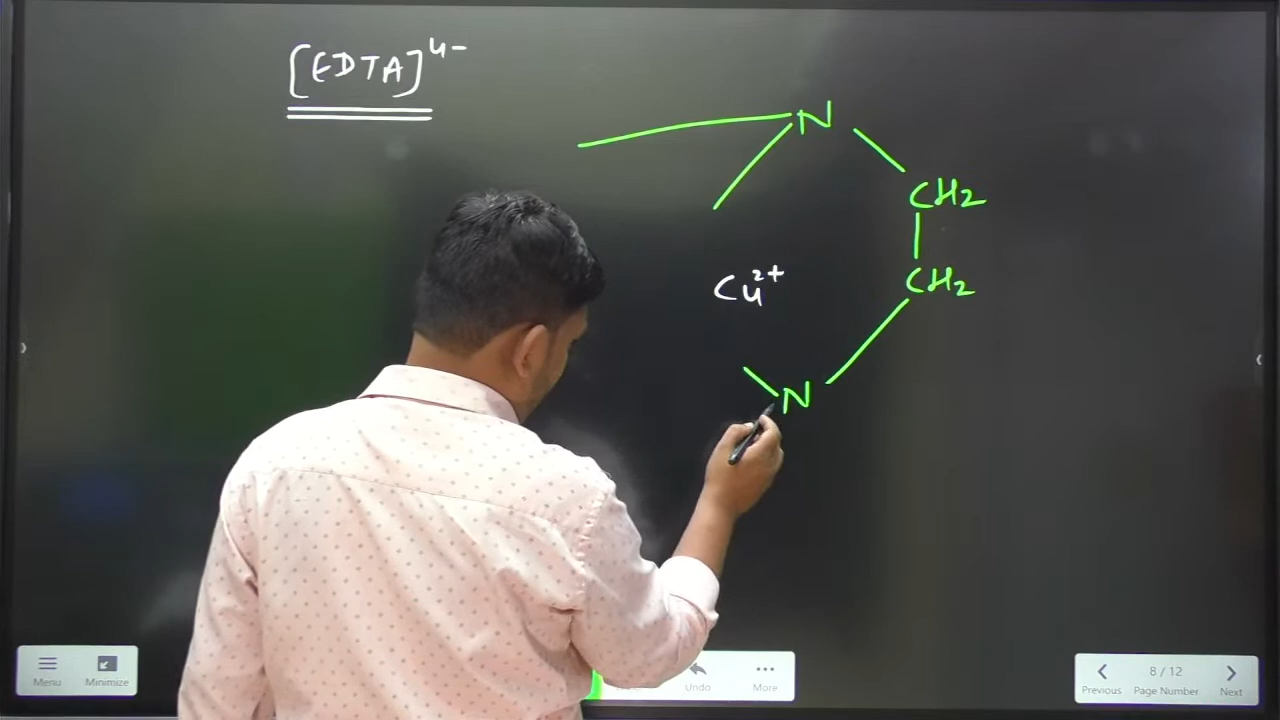 [EDTA]⁴⁻
N
CH2
CH2
Cu²⁺
N
Menu
Minimize
Undo
More
Previous
8 / 12
Page Number
Next